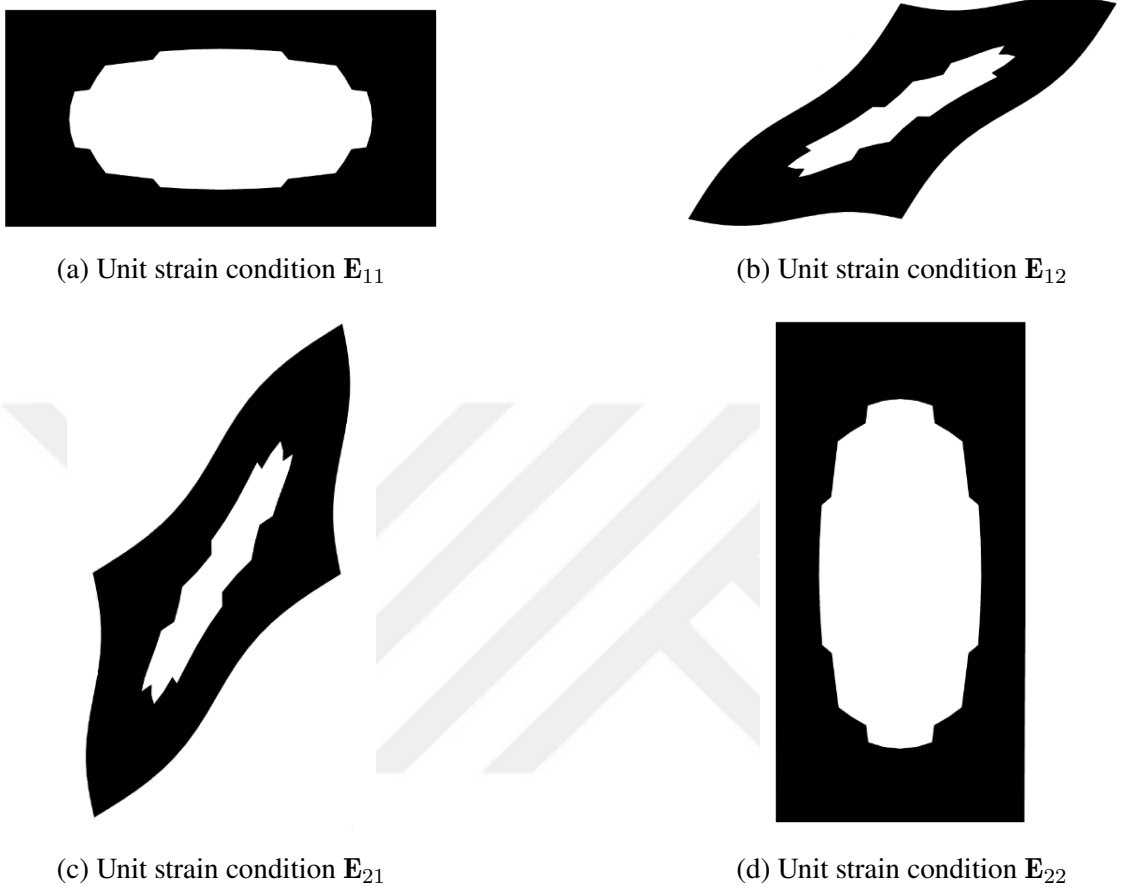 (a) Unit strain condition E₁₁
(b) Unit strain condition E₁₂
(c) Unit strain condition E₂₁
(d) Unit strain condition E₂₂